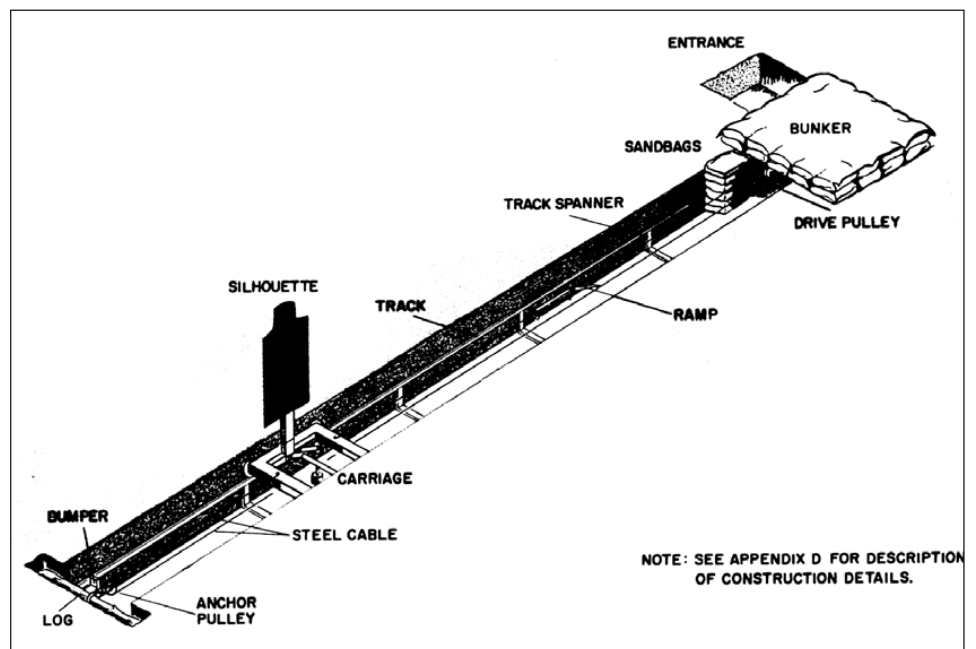 ENTRANCE
BUNKER
SANDBAGS
TRACK SPANNER
DRIVE PULLEY
SILHOUETTE
TRACK
RAMP
CARRIAGE
BUMPER
STEEL CABLE
NOTE: SEE APPENDIX D FOR DESCRIPTION
OF CONSTRUCTION DETAILS.
ANCHOR
PULLEY
LOG